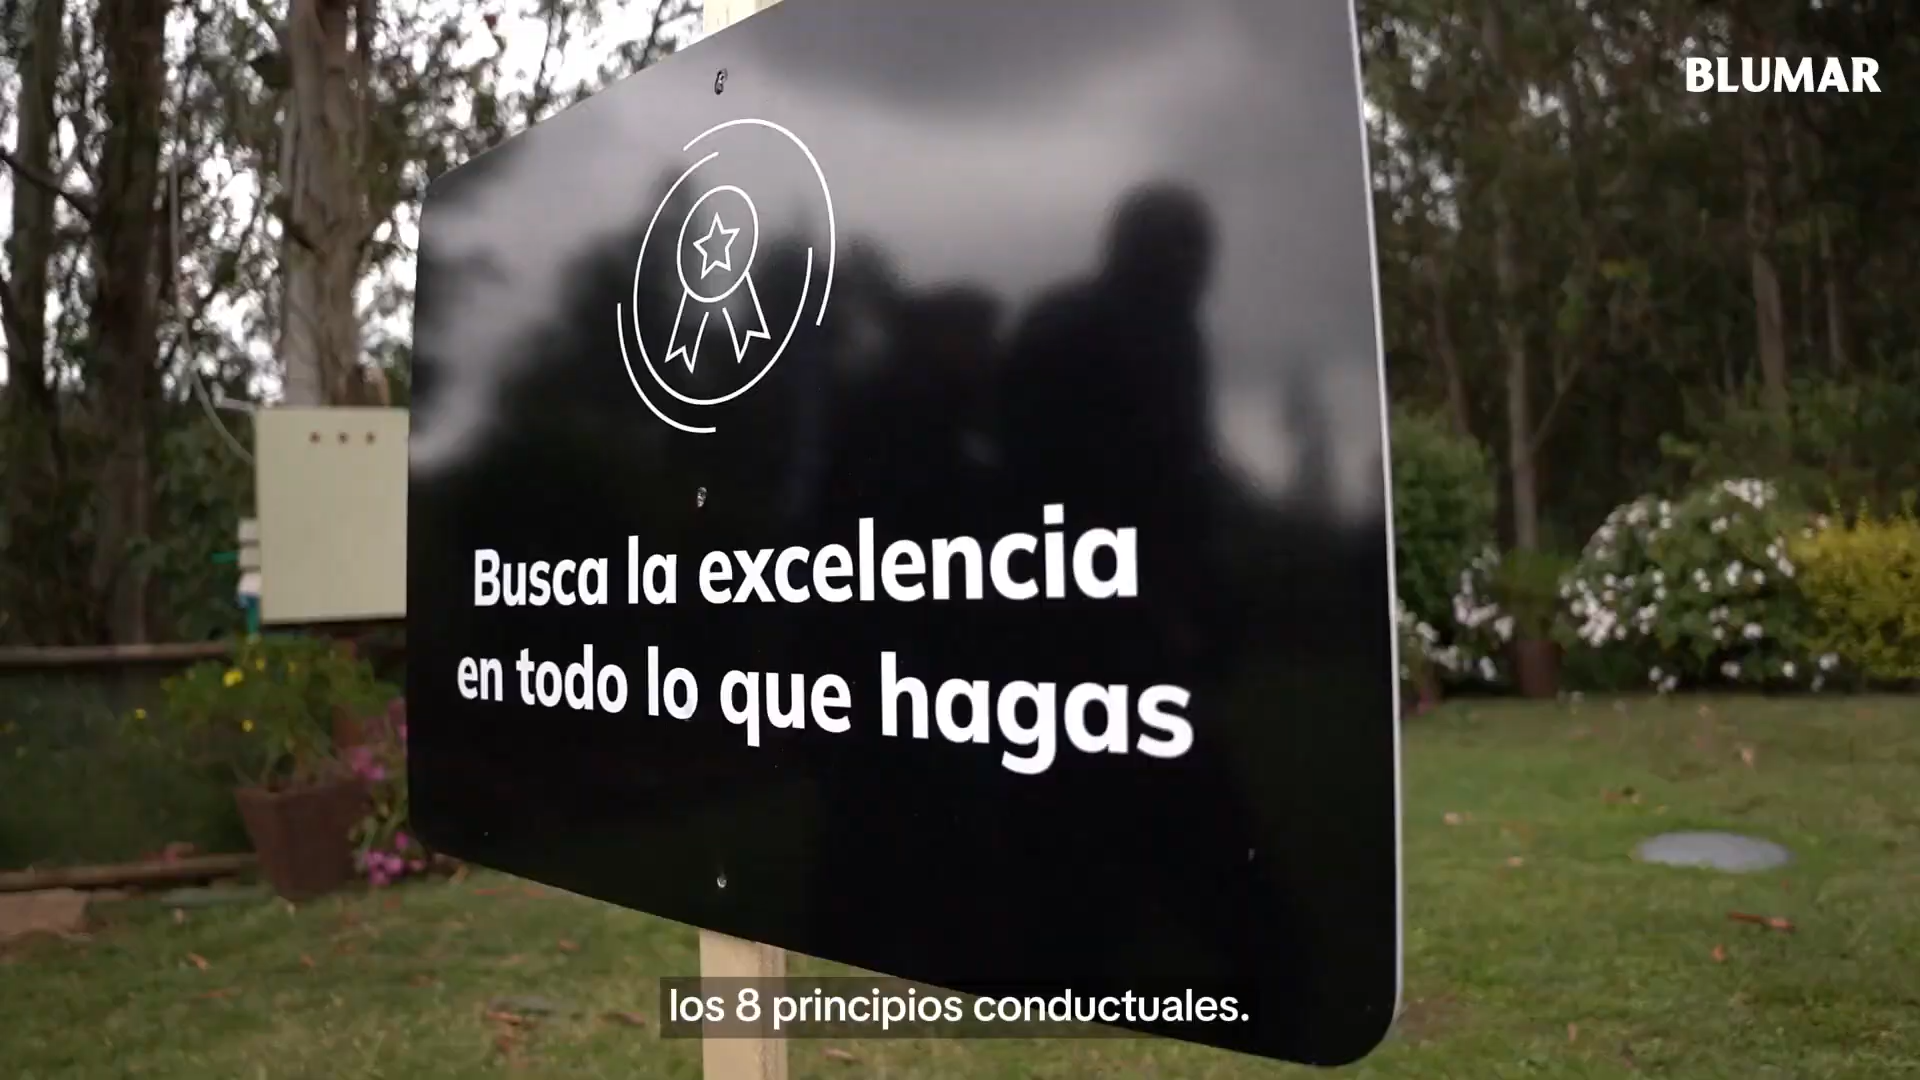 BLUMAR
Busca la excelencia
en todo lo que hagas
los 8 principios conductuales.